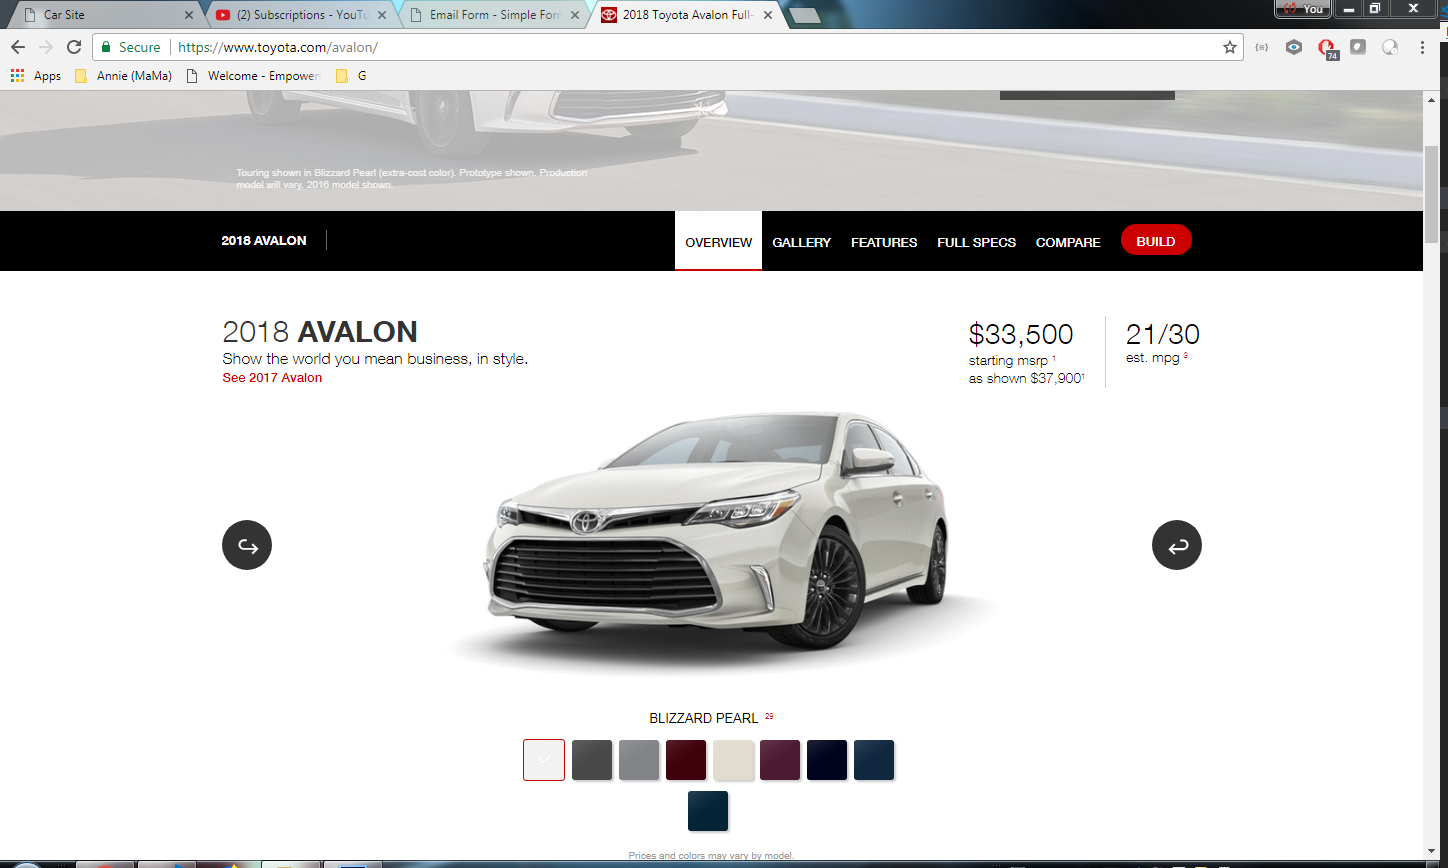 Car Site
(2) Subscriptions - YouTu
Email Form - Simple Form
2018 Toyota Avalon Full-
You
Secure
https://www.toyota.com/avalon/
74
Apps
Annie (MaMa)
Welcome - Empower
G
Touring shown in Blizzard Pearl (extra-cost color). Prototype shown. Production
model will vary. 2016 model shown.
2018 AVALON
OVERVIEW
GALLERY
FEATURES
FULL SPECS
COMPARE
BUILD
2018 AVALON
Show the world you mean business, in style.
See 2017 Avalon
$33,500
starting msrp 1
as shown $37,9001
21/30
est. mpg 3
BLIZZARD PEARL 29
Prices and colors may vary by model.